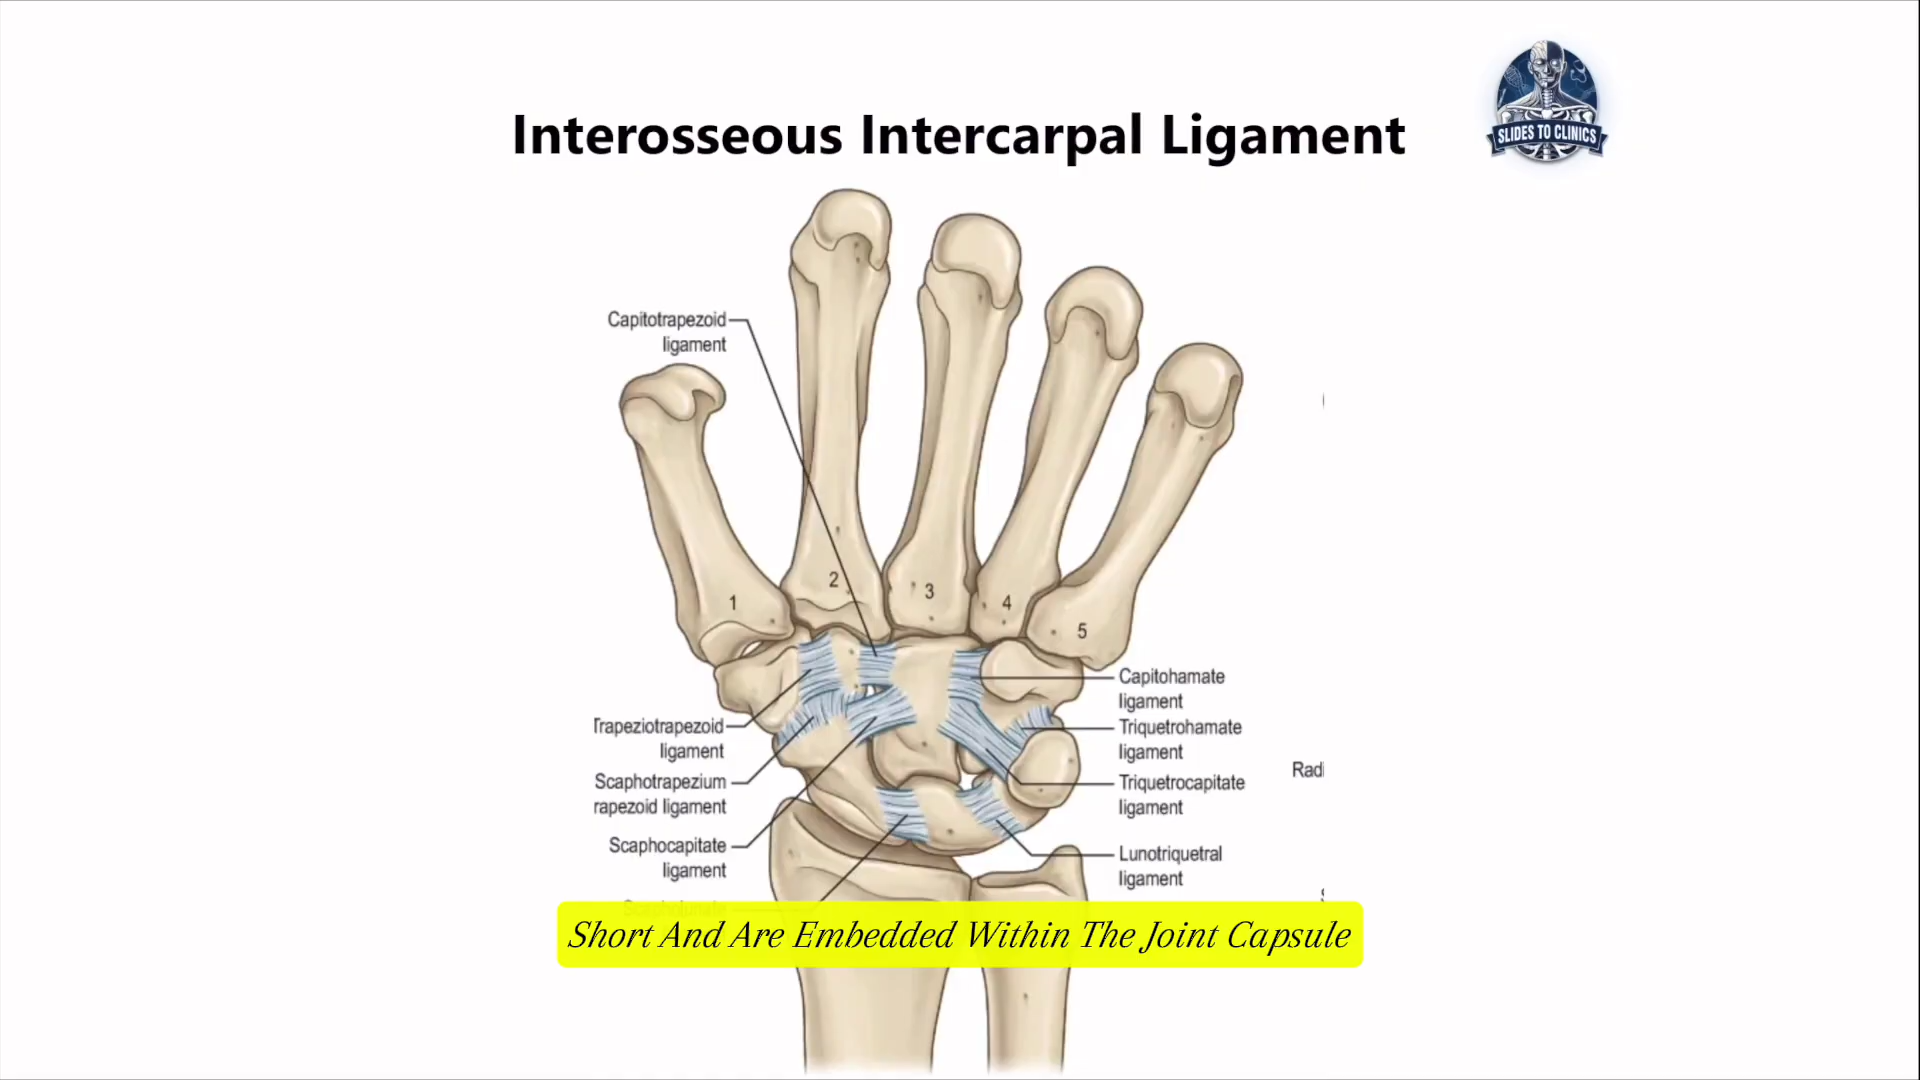 Interosseous Intercarpal Ligament
SLIDES TO CLINICS
Capitotrapezoid
ligament
1
2
3
4
5
Trapeziotrapezoid
ligament
Scaphotrapezium
rapezoid ligament
Scaphocapitate
ligament
Scapholunate
Capitohamate
ligament
Triquetrohamate
ligament
Triquetrocapitate
ligament
Lunotriquetral
ligament
Radi
Short And Are Embedded Within The Joint Capsule